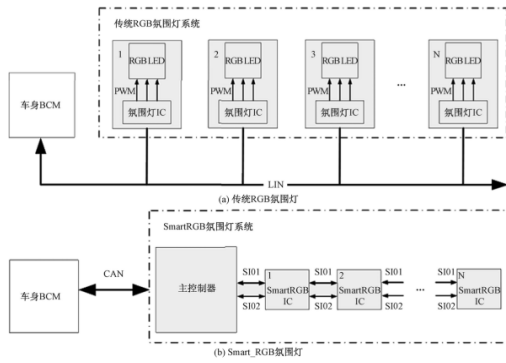 传统RGB氛围灯系统
1
2
3
N
RGB LED
RGB LED
RGB LED
RGB LED
PWM
PWM
PWM
...
PWM
车身BCM
氛围灯IC
氛围灯IC
氛围灯IC
氛围灯IC
LIN
(a) 传统RGB氛围灯
SmartRGB氛围灯系统
CAN
车身BCM
主控制器
SI01
1
SI01
2
SI01
SI01
N
SmartRGB
IC
SmartRGB
IC
...
SmartRGB
IC
SI02
SI02
SI02
SI02
(b) Smart_RGB氛围灯